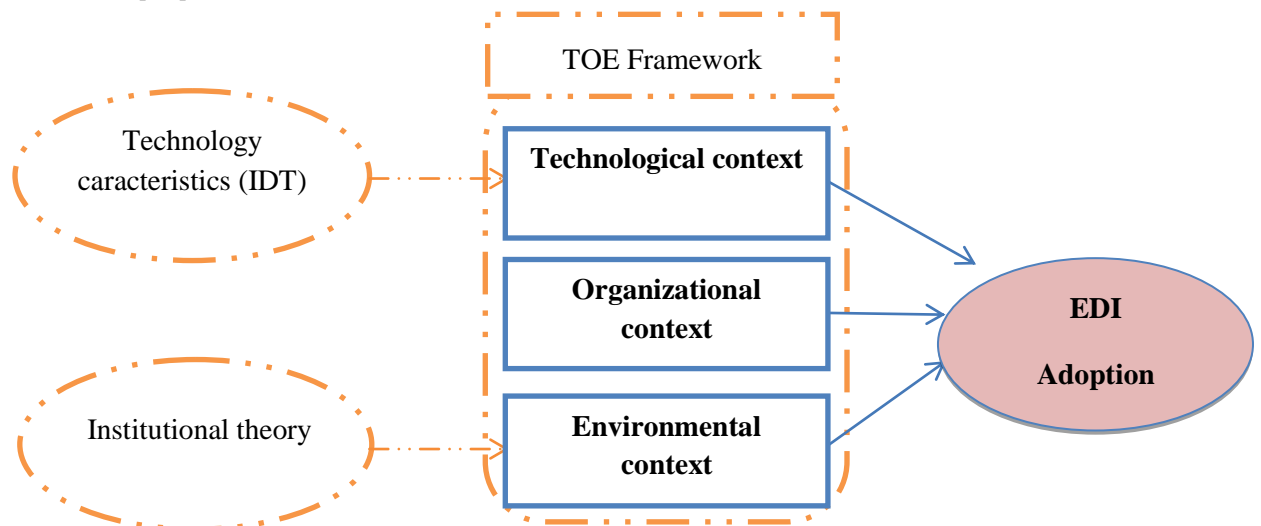 TOE Framework
Technology
caracteristics (IDT)
Technological context
Organizational
context
EDI
Adoption
Institutional theory
Environmental
context